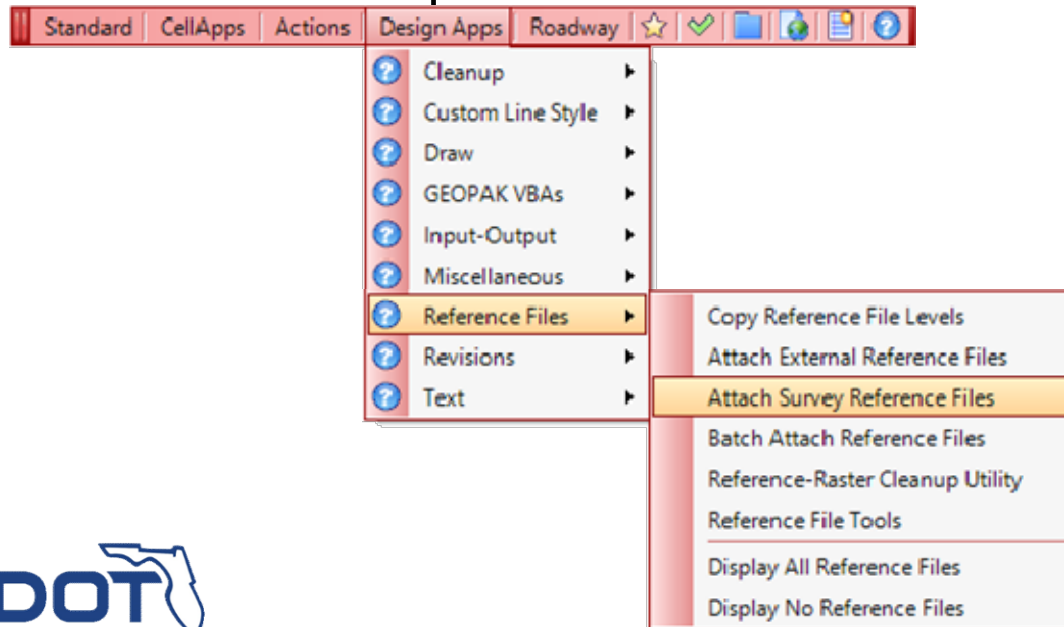 Standard CellApps Actions Design Apps Roadway
Cleanup
Custom Line Style
Draw
GEOPAK VBAs
Input-Output
Miscellaneous
Reference Files
Revisions
Text
Copy Reference File Levels
Attach External Reference Files
Attach Survey Reference Files
Batch Attach Reference Files
Reference-Raster Cleanup Utility
Reference File Tools
Display All Reference Files
Display No Reference Files
DOT